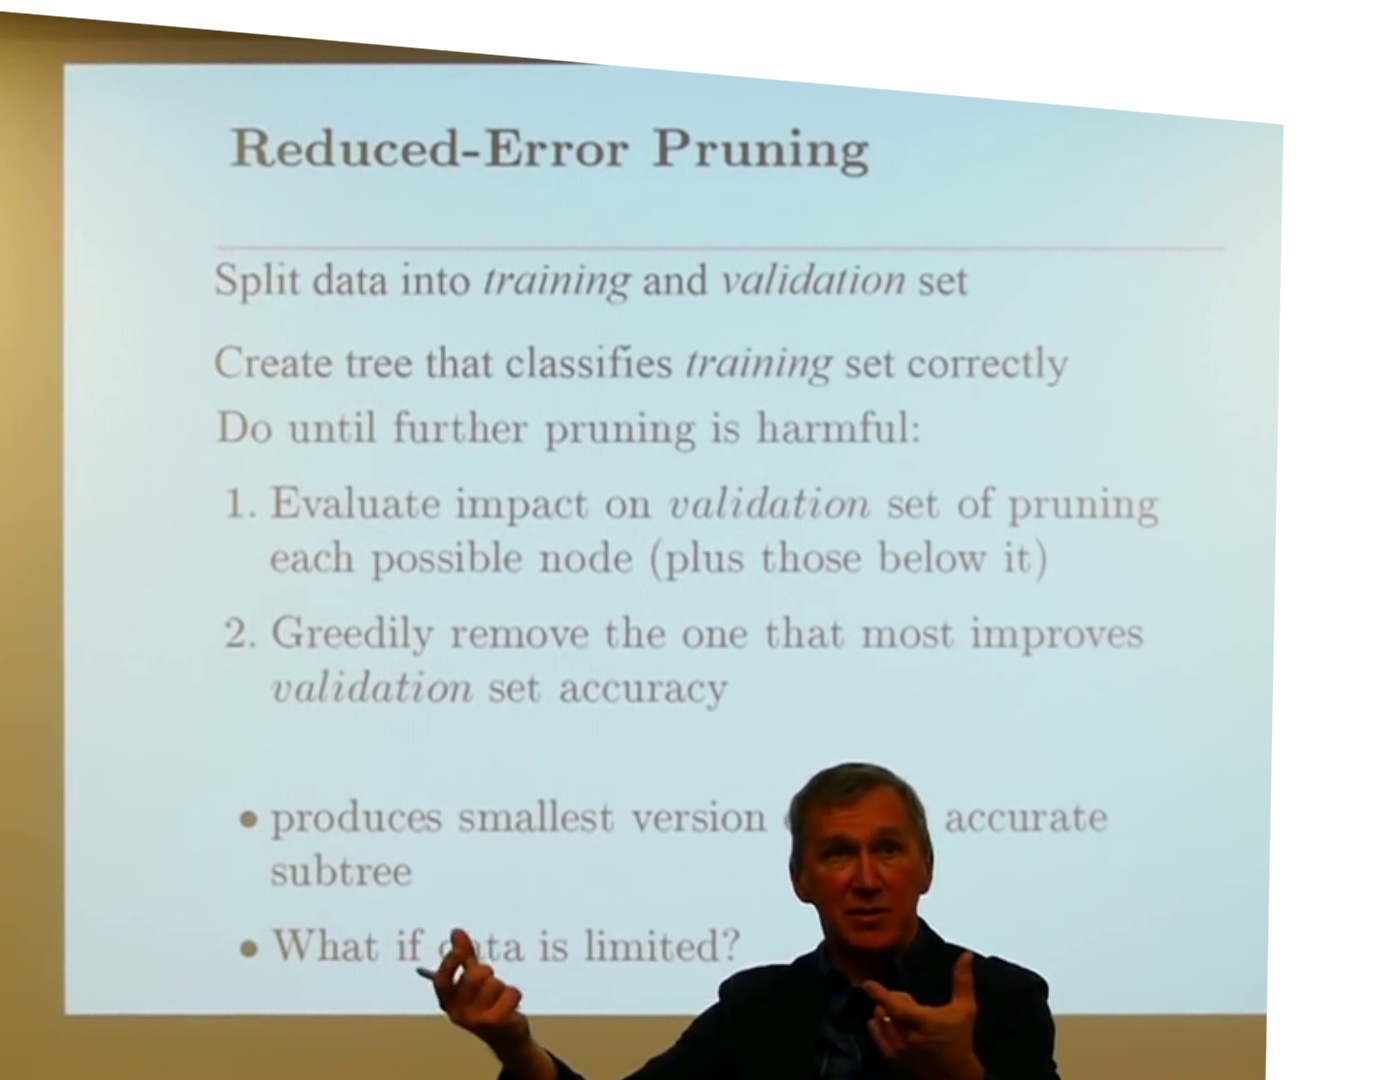 Reduced-Error Pruning
Split data into training and validation set
Create tree that classifies training set correctly
Do until further pruning is harmful:
1. Evaluate impact on validation set of pruning
each possible node (plus those below it)
2. Greedily remove the one that most improves
validation set accuracy
• produces smallest version accurate
subtree
• What if data is limited?